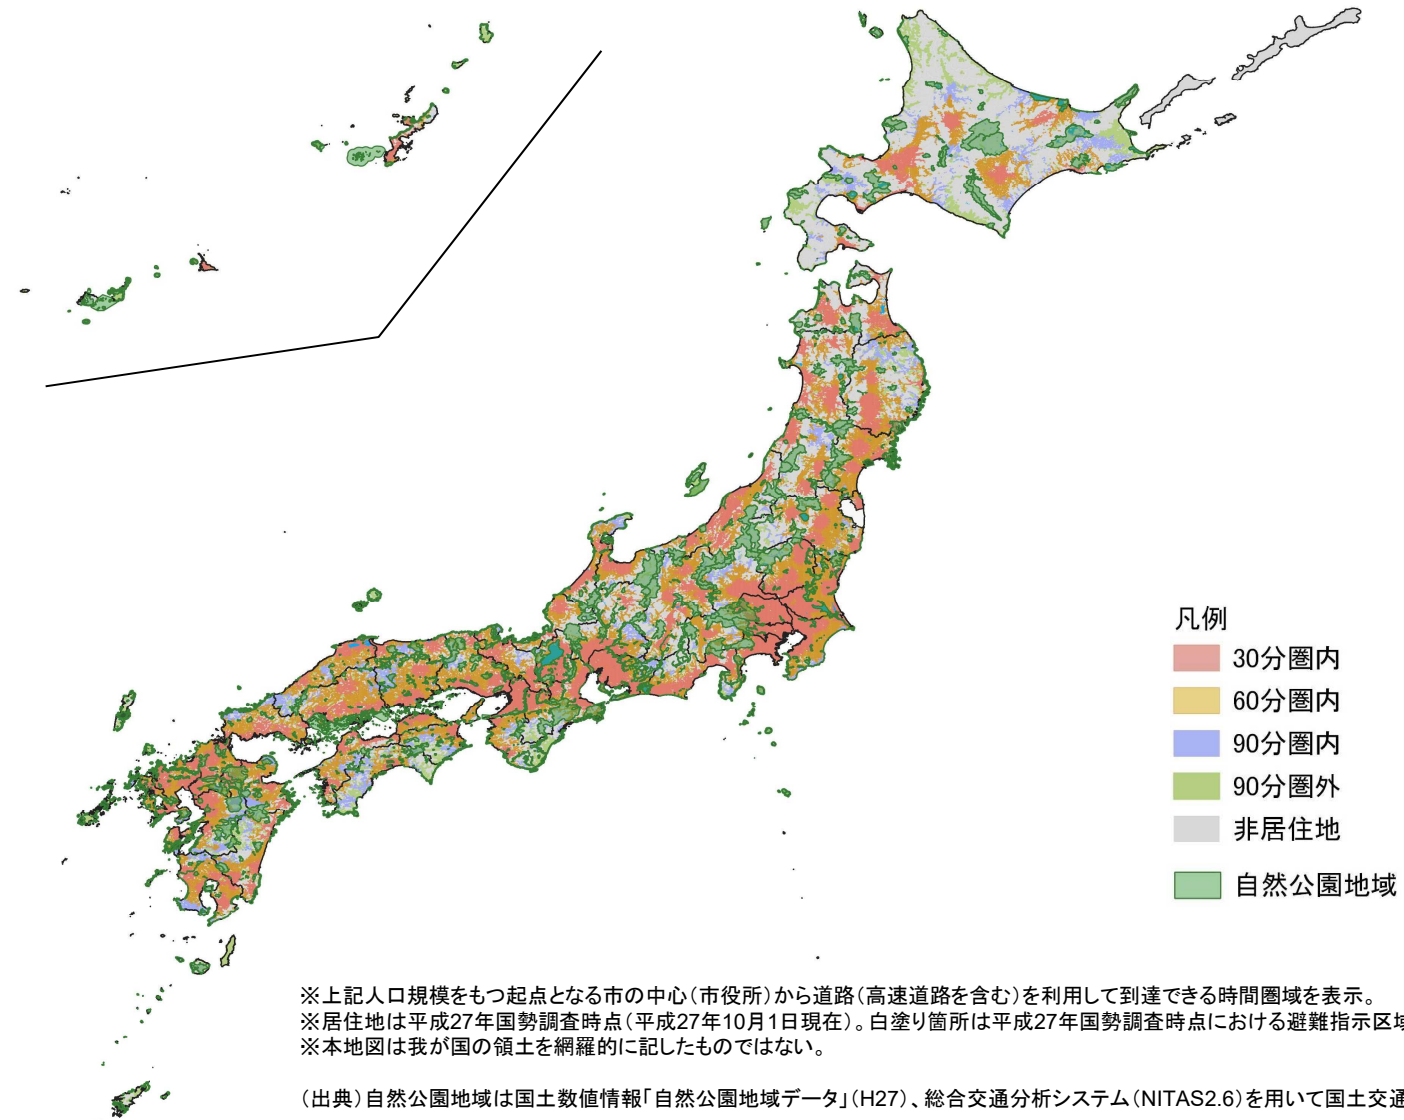 凡例
30分圏内
60分圏内
90分圏内
90分圏外
非居住地
自然公園地域
※上記人口規模をもつ起点となる市の中心(市役所)から道路(高速道路を含む)を利用して到達できる時間圏域を表示。
※居住地は平成27年国勢調査時点(平成27年10月1日現在)。白塗り箇所は平成27年国勢調査時点における避難指示区域
※本地図は我が国の領土を網羅的に記したものではない。
(出典)自然公園地域は国土数値情報「自然公園地域データ」(H27)、総合交通分析システム(NITAS2.6)を用いて国土交通